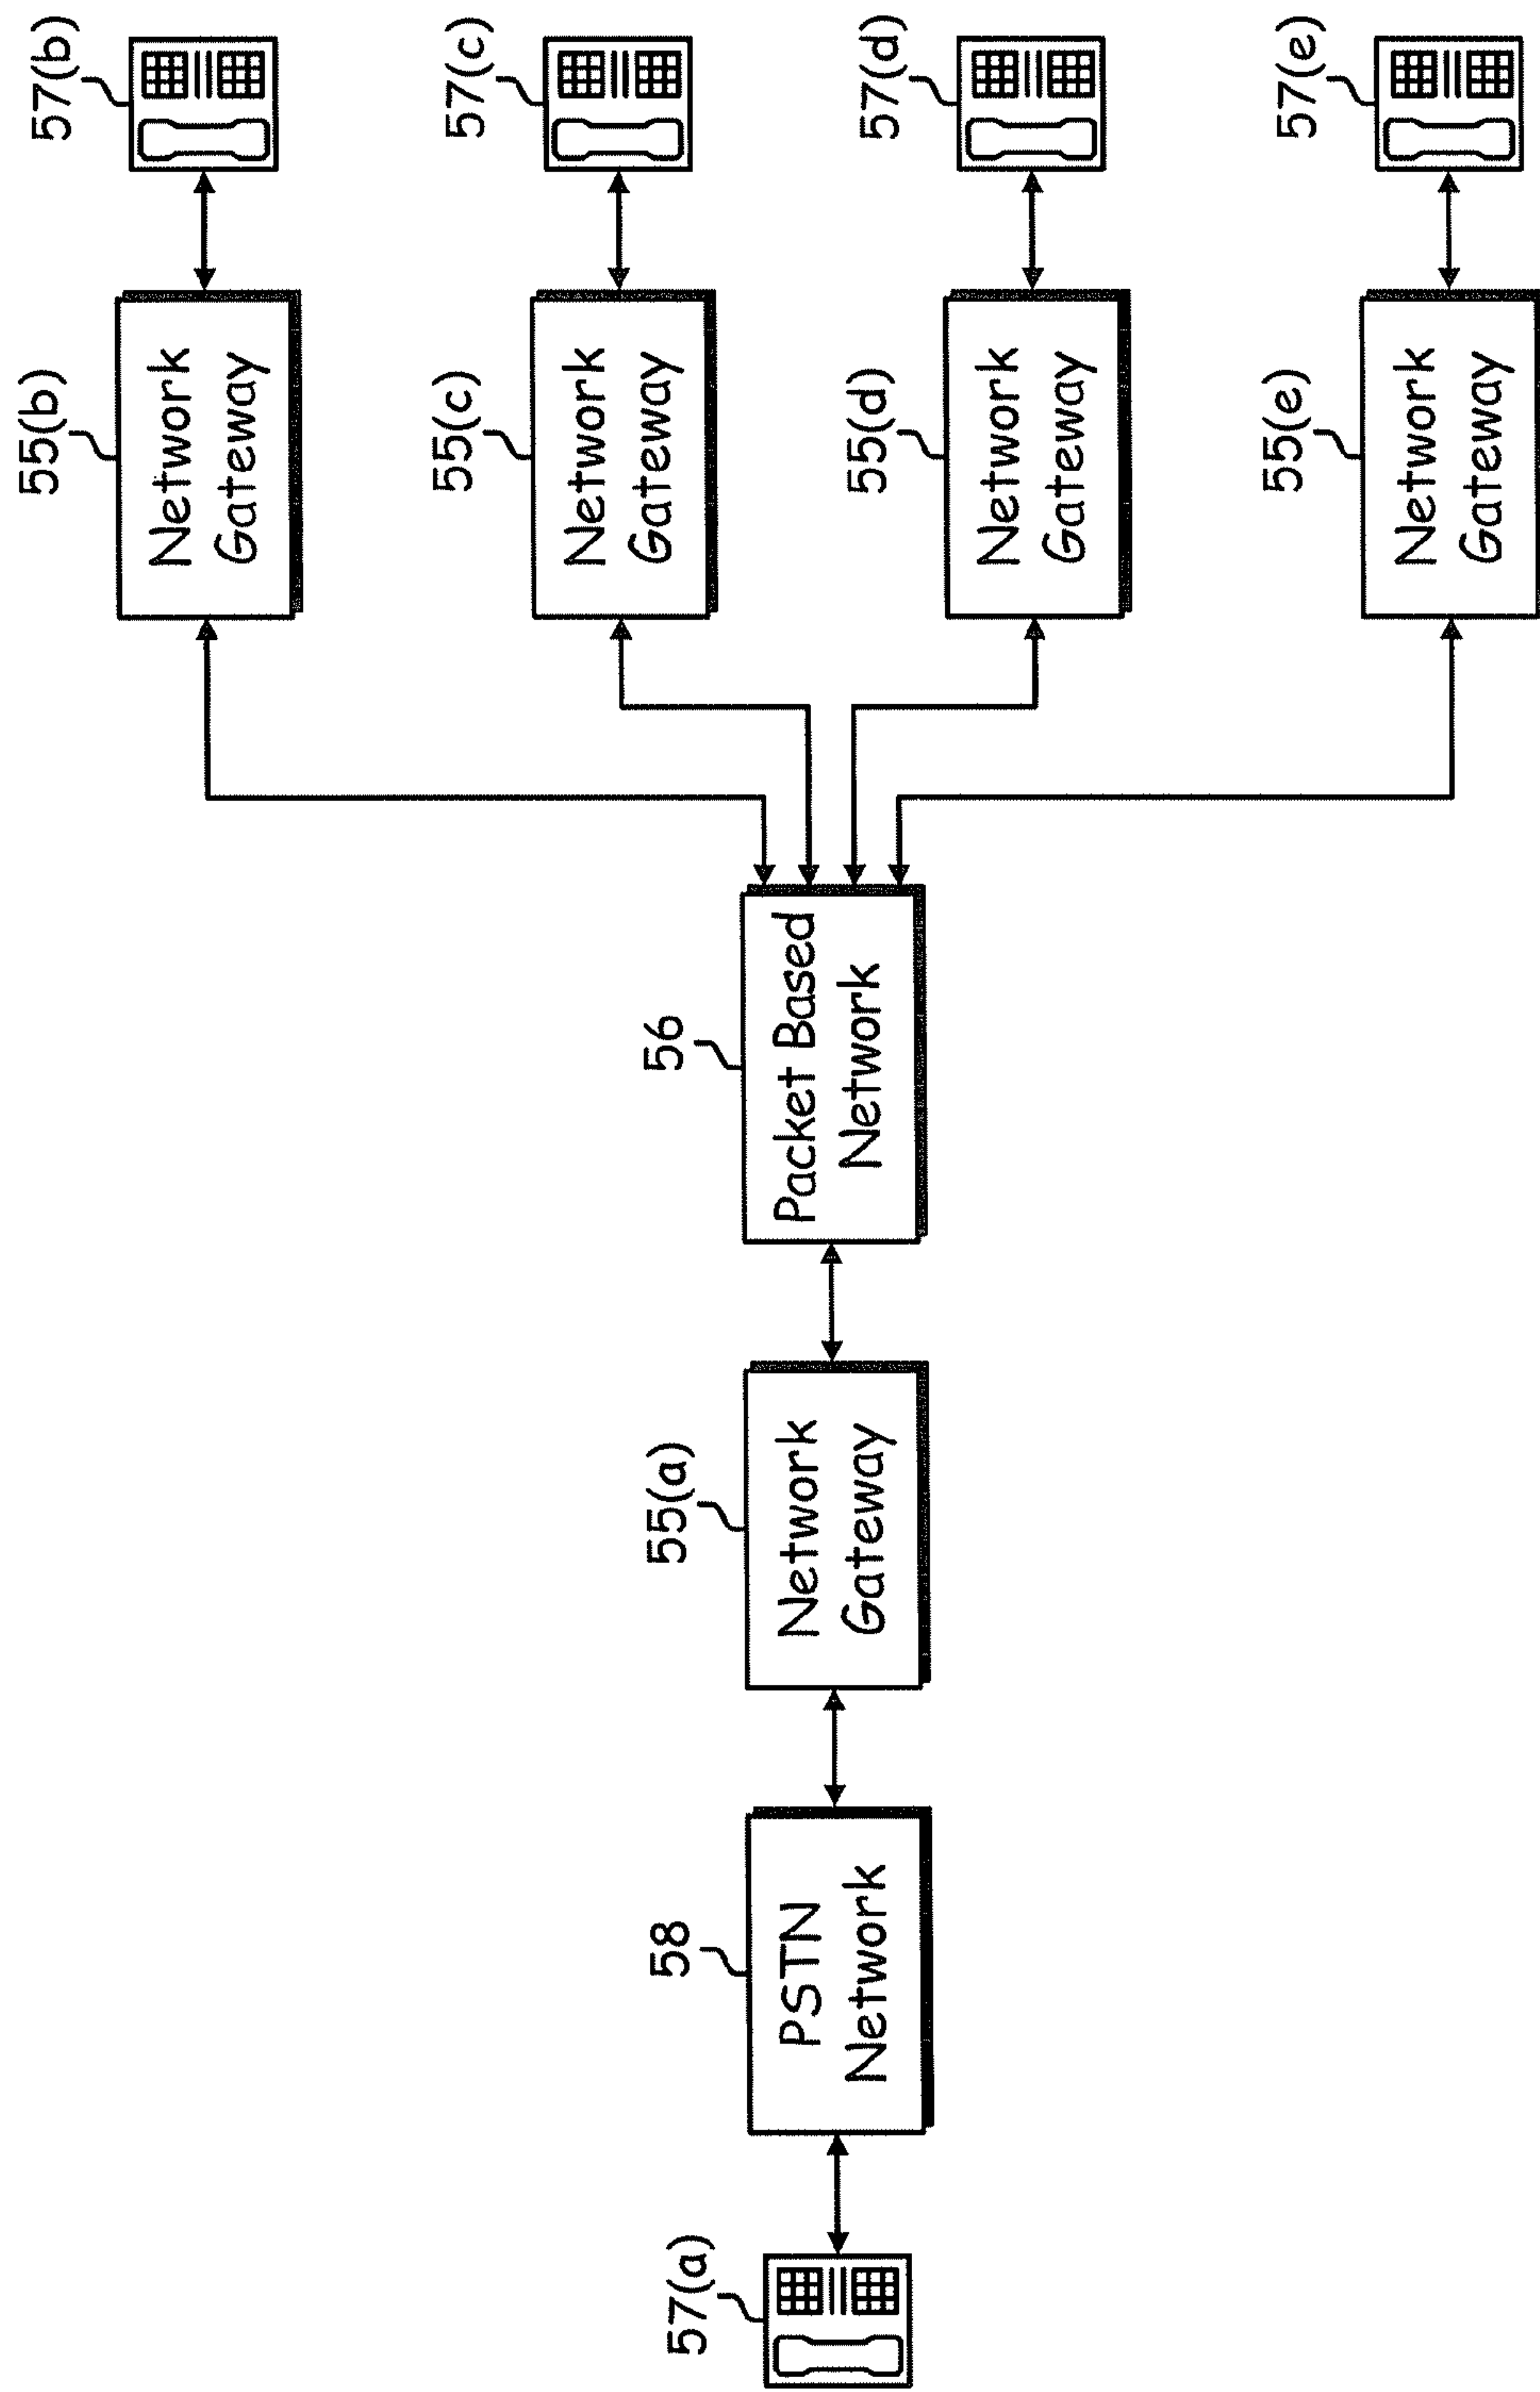 57(b)
55(b)
Network
Gateway
57(c)
55(c)
Network
Gateway
57(a)
58
PSTN
Network
55(a)
Network
Gateway
56
Packet Based
Network
57(d)
55(d)
Network
Gateway
57(e)
55(e)
Network
Gateway